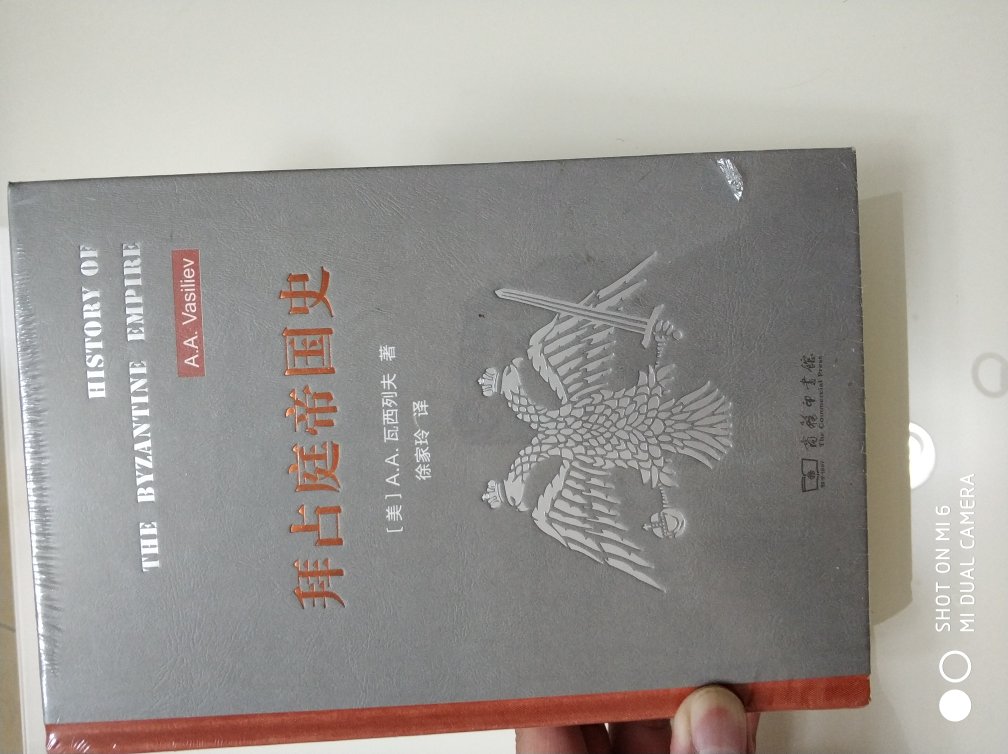 HISTORY OF
THE BYZANTINE EMPIRE
A.A. Vasiliev
拜占庭帝国史
[美] A.A. 瓦西列夫 著
徐家玲 译
商务印书馆
The Commercial Press
SHOT ON MI 6
MI DUAL CAMERA